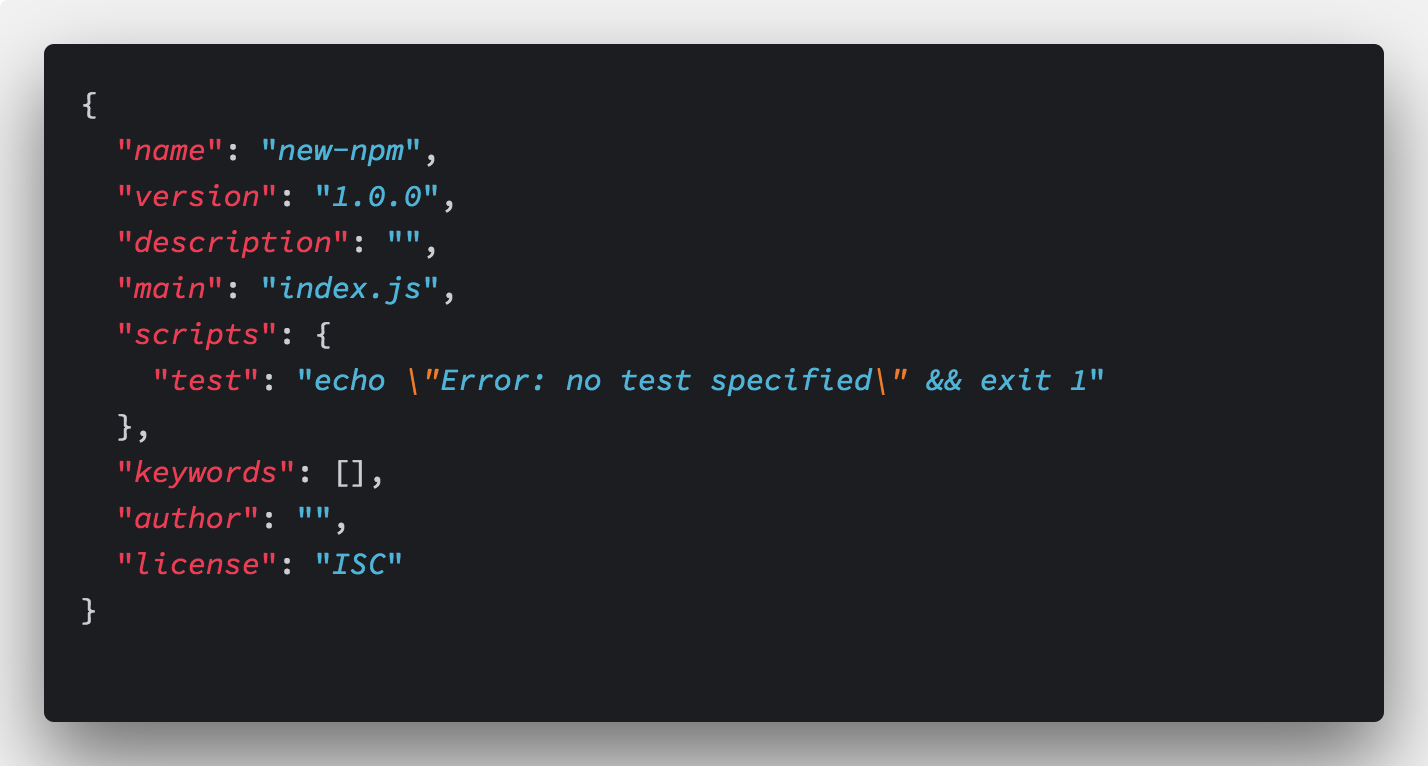 {
  "name": "new-npm",
  "version": "1.0.0",
  "description": "",
  "main": "index.js",
  "scripts": {
    "test": "echo \"Error: no test specified\" && exit 1"
  },
  "keywords": [],
  "author": "",
  "license": "ISC"
}